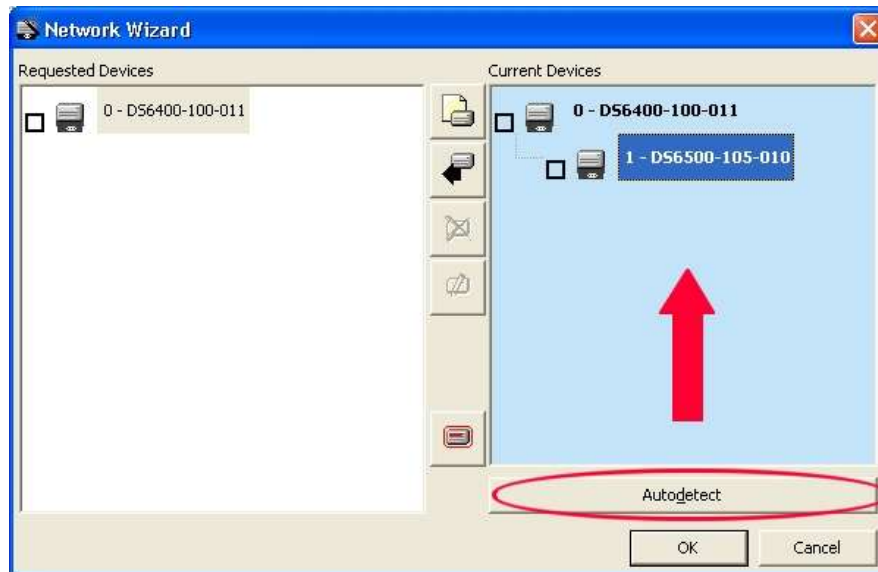 Network Wizard
Requested Devices
0 - DS6400-100-011
Current Devices
0 - DS6400-100-011
1 - DS6500-105-010
Autodetect
OK
Cancel